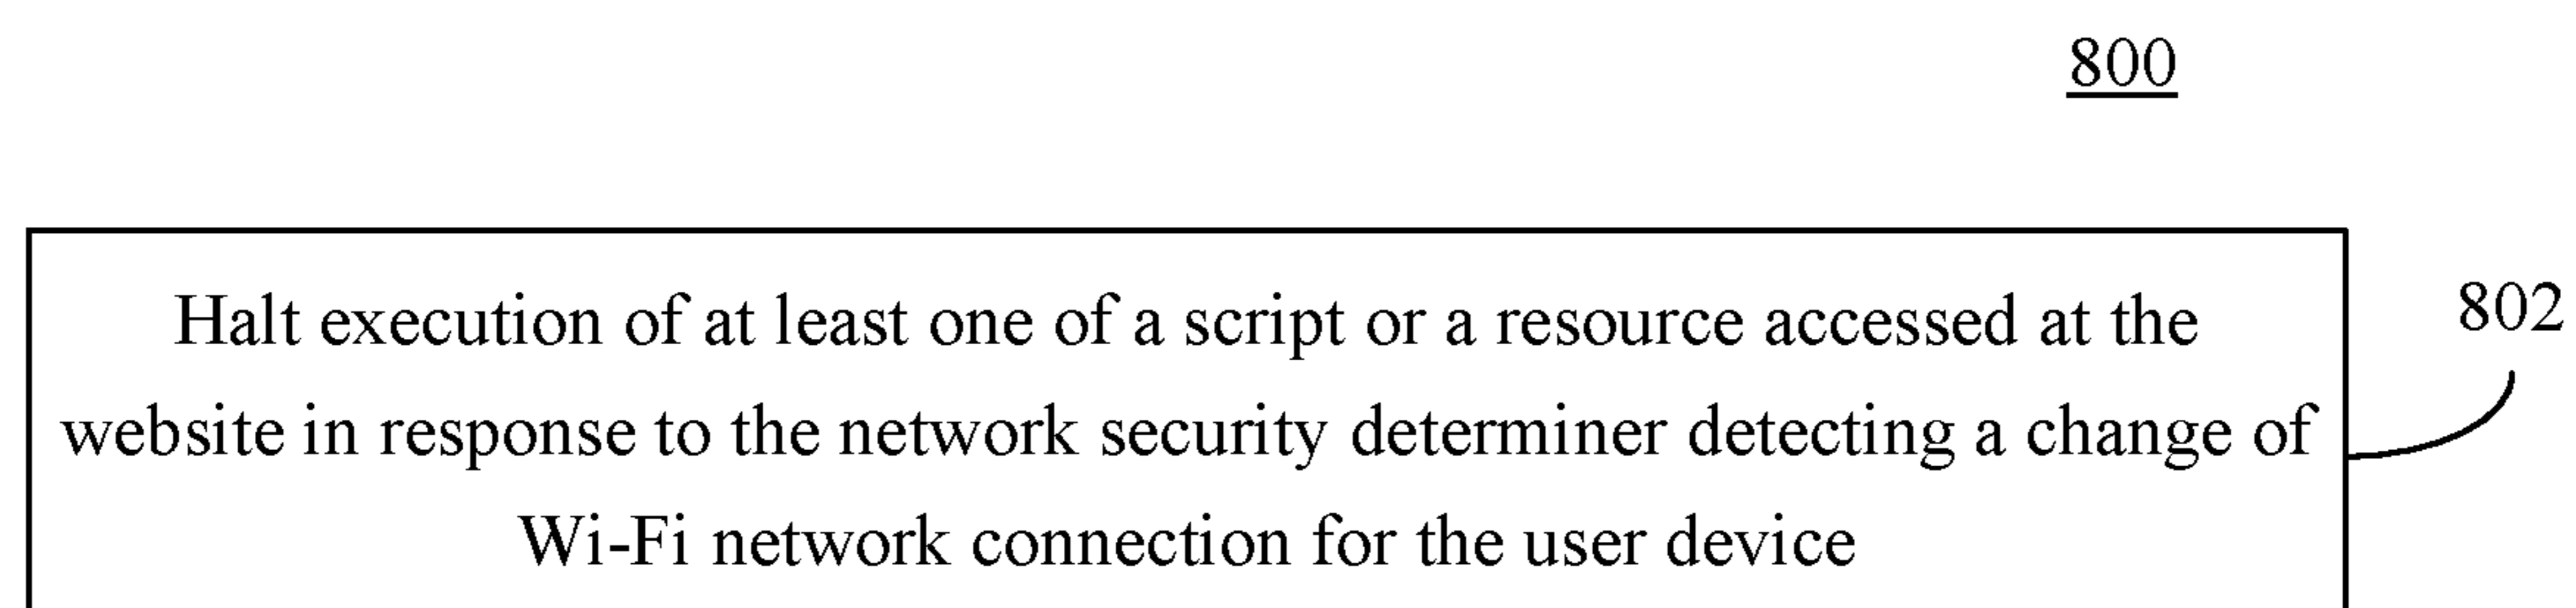 800
Halt execution of at least one of a script or a resource accessed at the
802
website in response to the network security determiner detecting a change of
Wi-Fi network connection for the user device